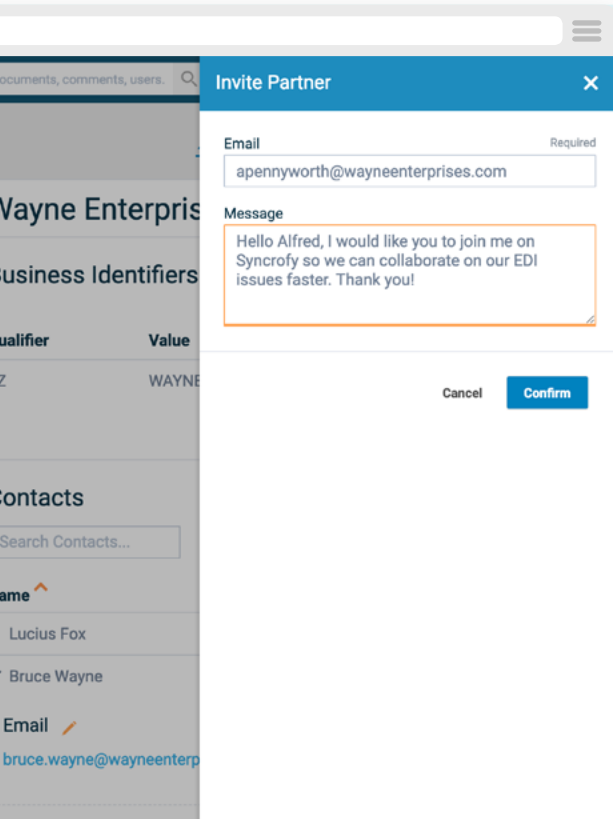 ocuments, comments, users.
Invite Partner
Email
Required
apennyworth@wayneenterprises.com
Message
Hello Alfred, I would like you to join me on
Syncrofy so we can collaborate on our EDI
issues faster. Thank you!
Cancel
Confirm
Wayne Enterpris
usiness Identifiers
ualifier
Value
Z
WAYNE
ontacts
Search Contacts...
ame
Lucius Fox
Bruce Wayne
Email
bruce.wayne@wayneenterp